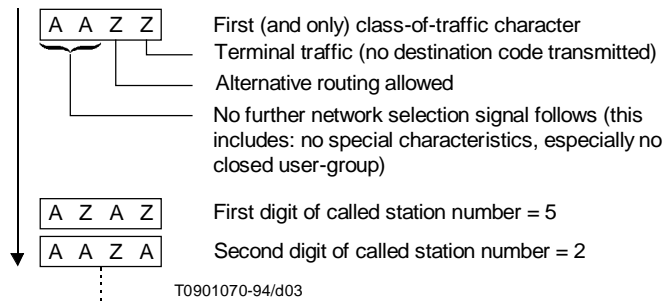 A A Z Z First (and only) class-of-traffic character
Terminal traffic (no destination code transmitted)
Alternative routing allowed
No further network selection signal follows (this
includes: no special characteristics, especially no
closed user-group)
A Z A Z First digit of called station number = 5
A A Z A Second digit of called station number = 2
T0901070-94/d03